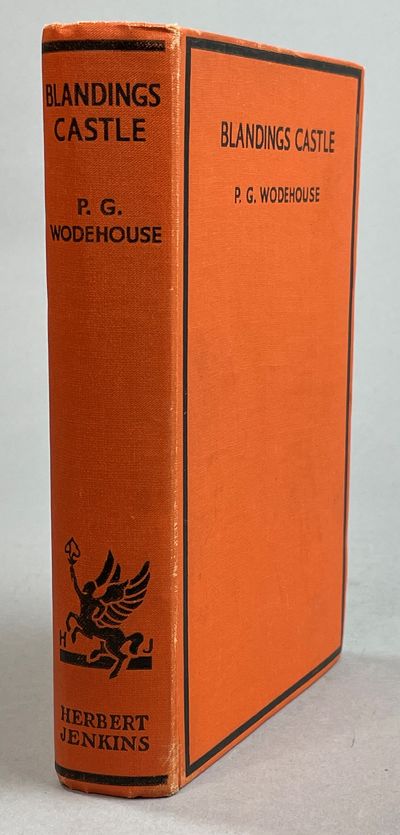 BLANDINGS
CASTLE
P. G.
WODEHOUSE
H J
HERBERT
JENKINS
BLANDINGS CASTLE
P. G. WODEHOUSE